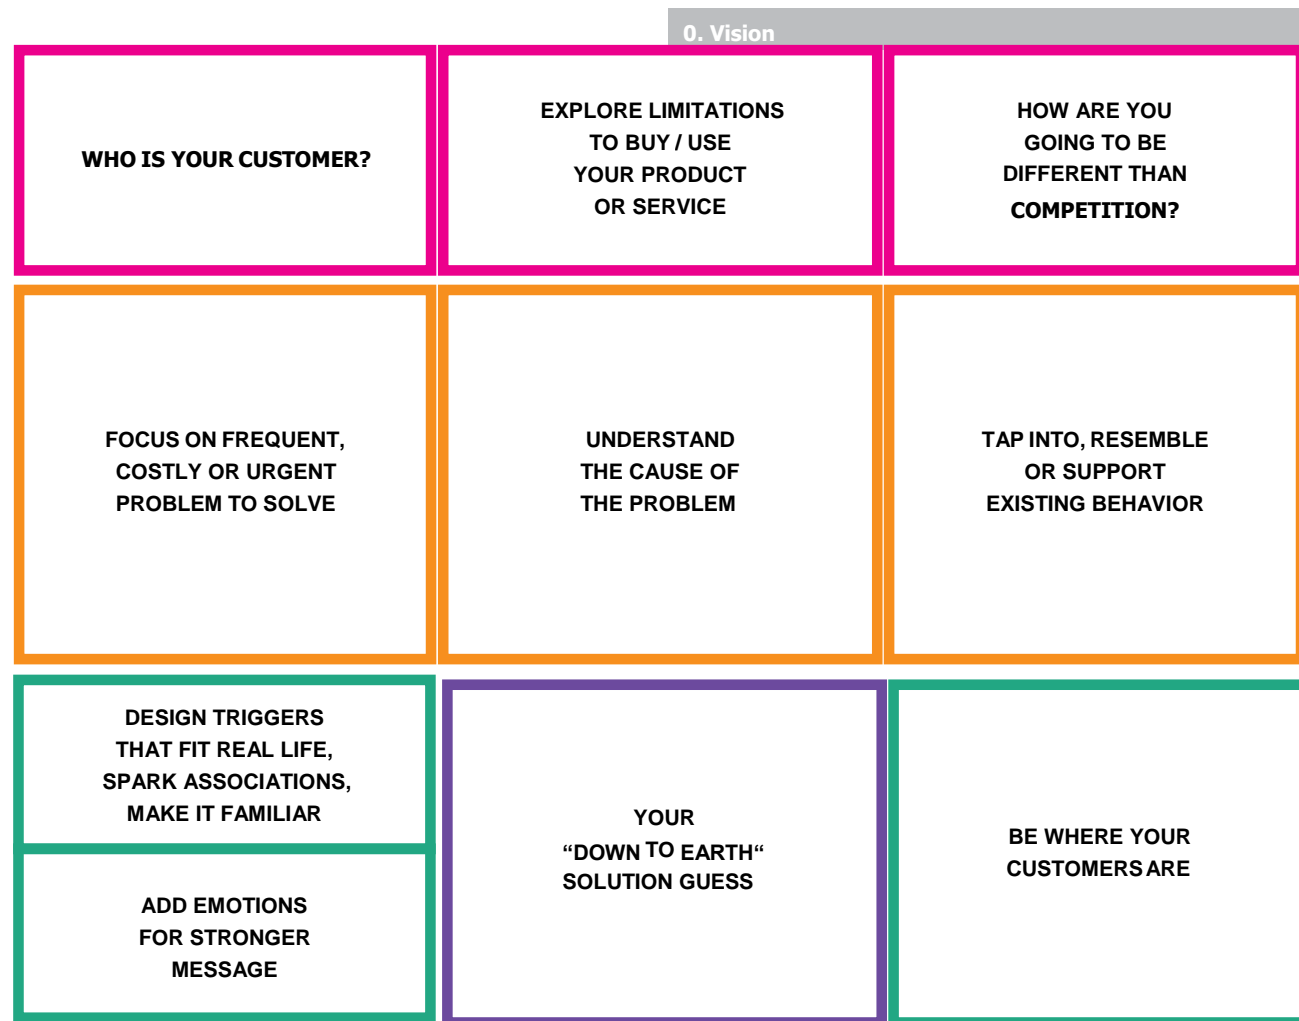 0. Vision
WHO IS YOUR CUSTOMER?
EXPLORE LIMITATIONS
TO BUY / USE
YOUR PRODUCT
OR SERVICE
HOW ARE YOU
GOING TO BE
DIFFERENT THAN
COMPETITION?
FOCUS ON FREQUENT,
COSTLY OR URGENT
PROBLEM TO SOLVE
UNDERSTAND
THE CAUSE OF
THE PROBLEM
TAP INTO, RESEMBLE
OR SUPPORT
EXISTING BEHAVIOR
DESIGN TRIGGERS
THAT FIT REAL LIFE,
SPARK ASSOCIATIONS,
MAKE IT FAMILIAR
ADD EMOTIONS
FOR STRONGER
MESSAGE
YOUR
“DOWN TO EARTH“
SOLUTION GUESS
BE WHERE YOUR
CUSTOMERS ARE